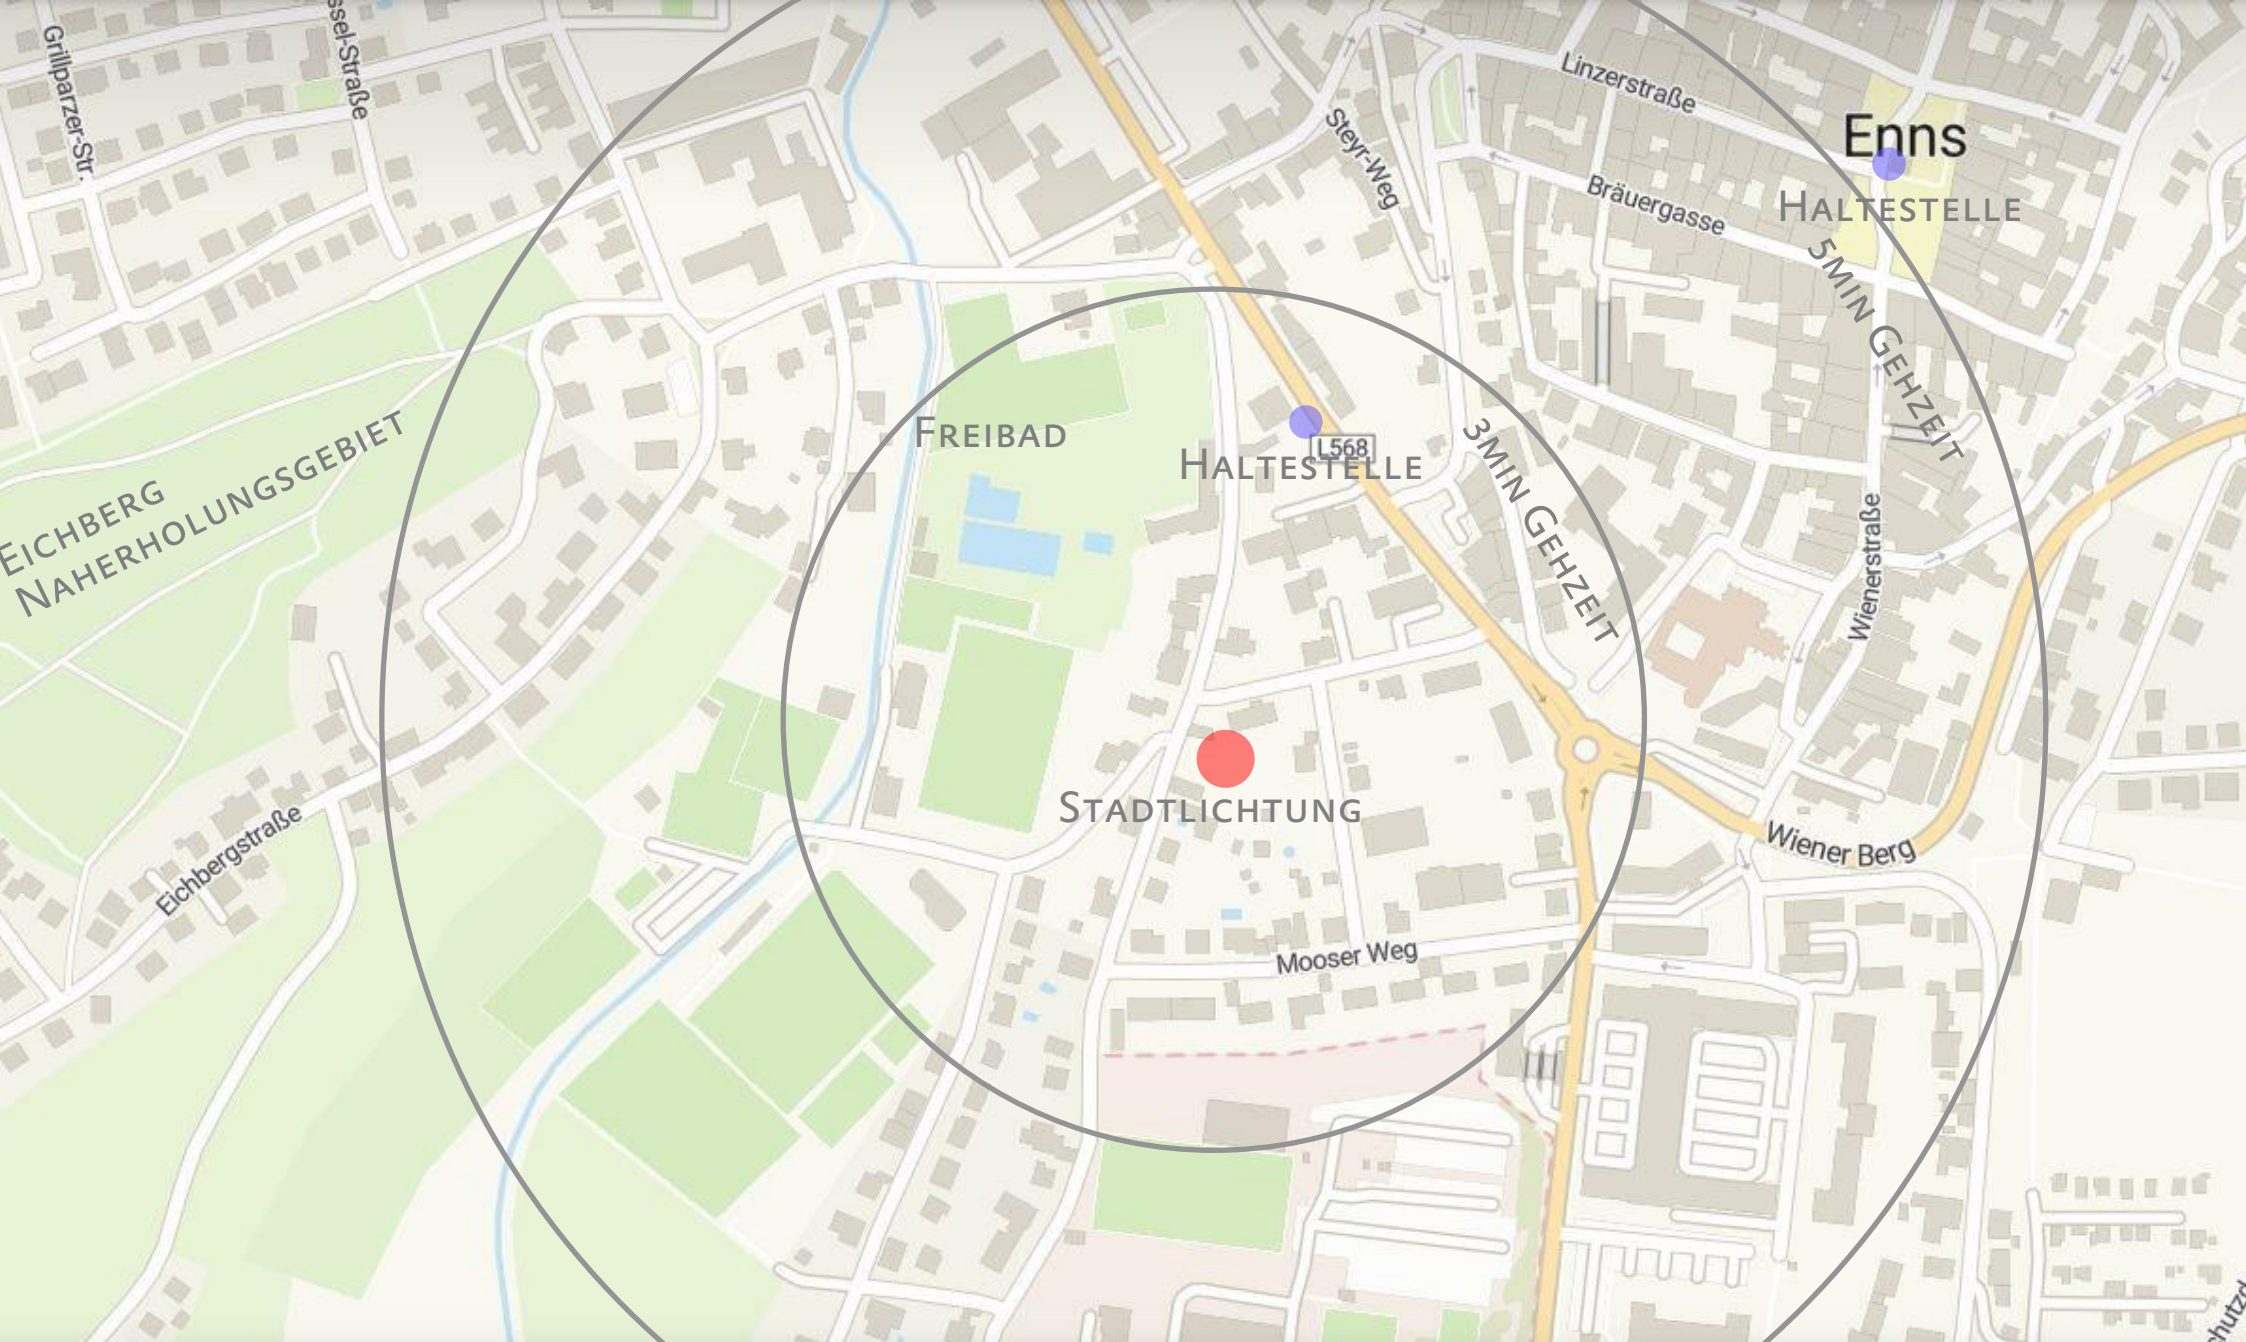 Grillparzer-Str.
ssel-Straße
Linzerstraße
Steyr-Weg
Enns
Bräuergasse
HALTESTELLE
5MIN GEHZEIT
EICHBERG
NAHERHOLUNGSGEBIET
FREIBAD
L568
HALTESTELLE
3MIN GEHZEIT
Wienerstraße
STADTLICHTUNG
Eichbergstraße
Wiener Berg
Mooser Weg